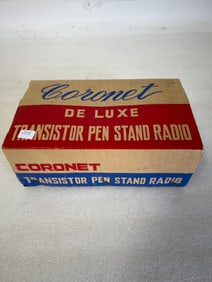 Coronet
DE LUXE
TRANSISTOR PEN STAND RADIO
CORONET
TRANSISTOR PEN STAND RADIO